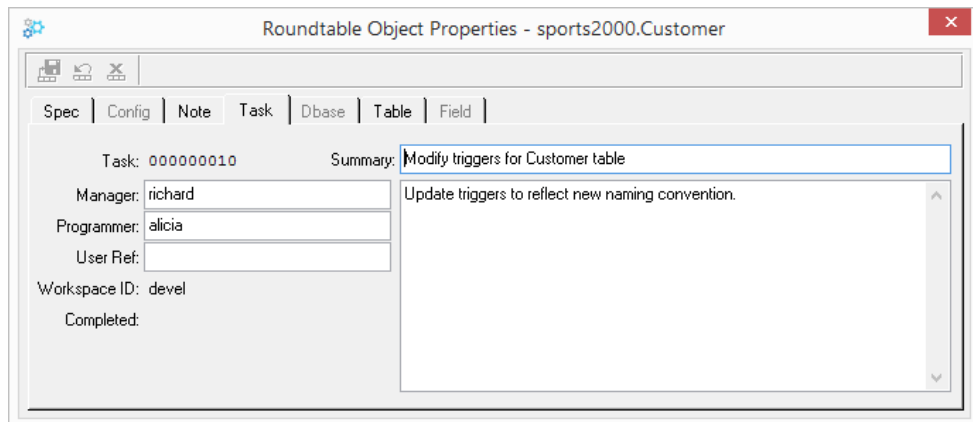 Roundtable Object Properties - sports2000.Customer
Spec Config Note Task Dbase Table Field
Task: 000000010 Summary: Modify triggers for Customer table
Manager: richard Update triggers to reflect new naming convention.
Programmer: alicia
User Ref:
Workspace ID: devel
Completed: